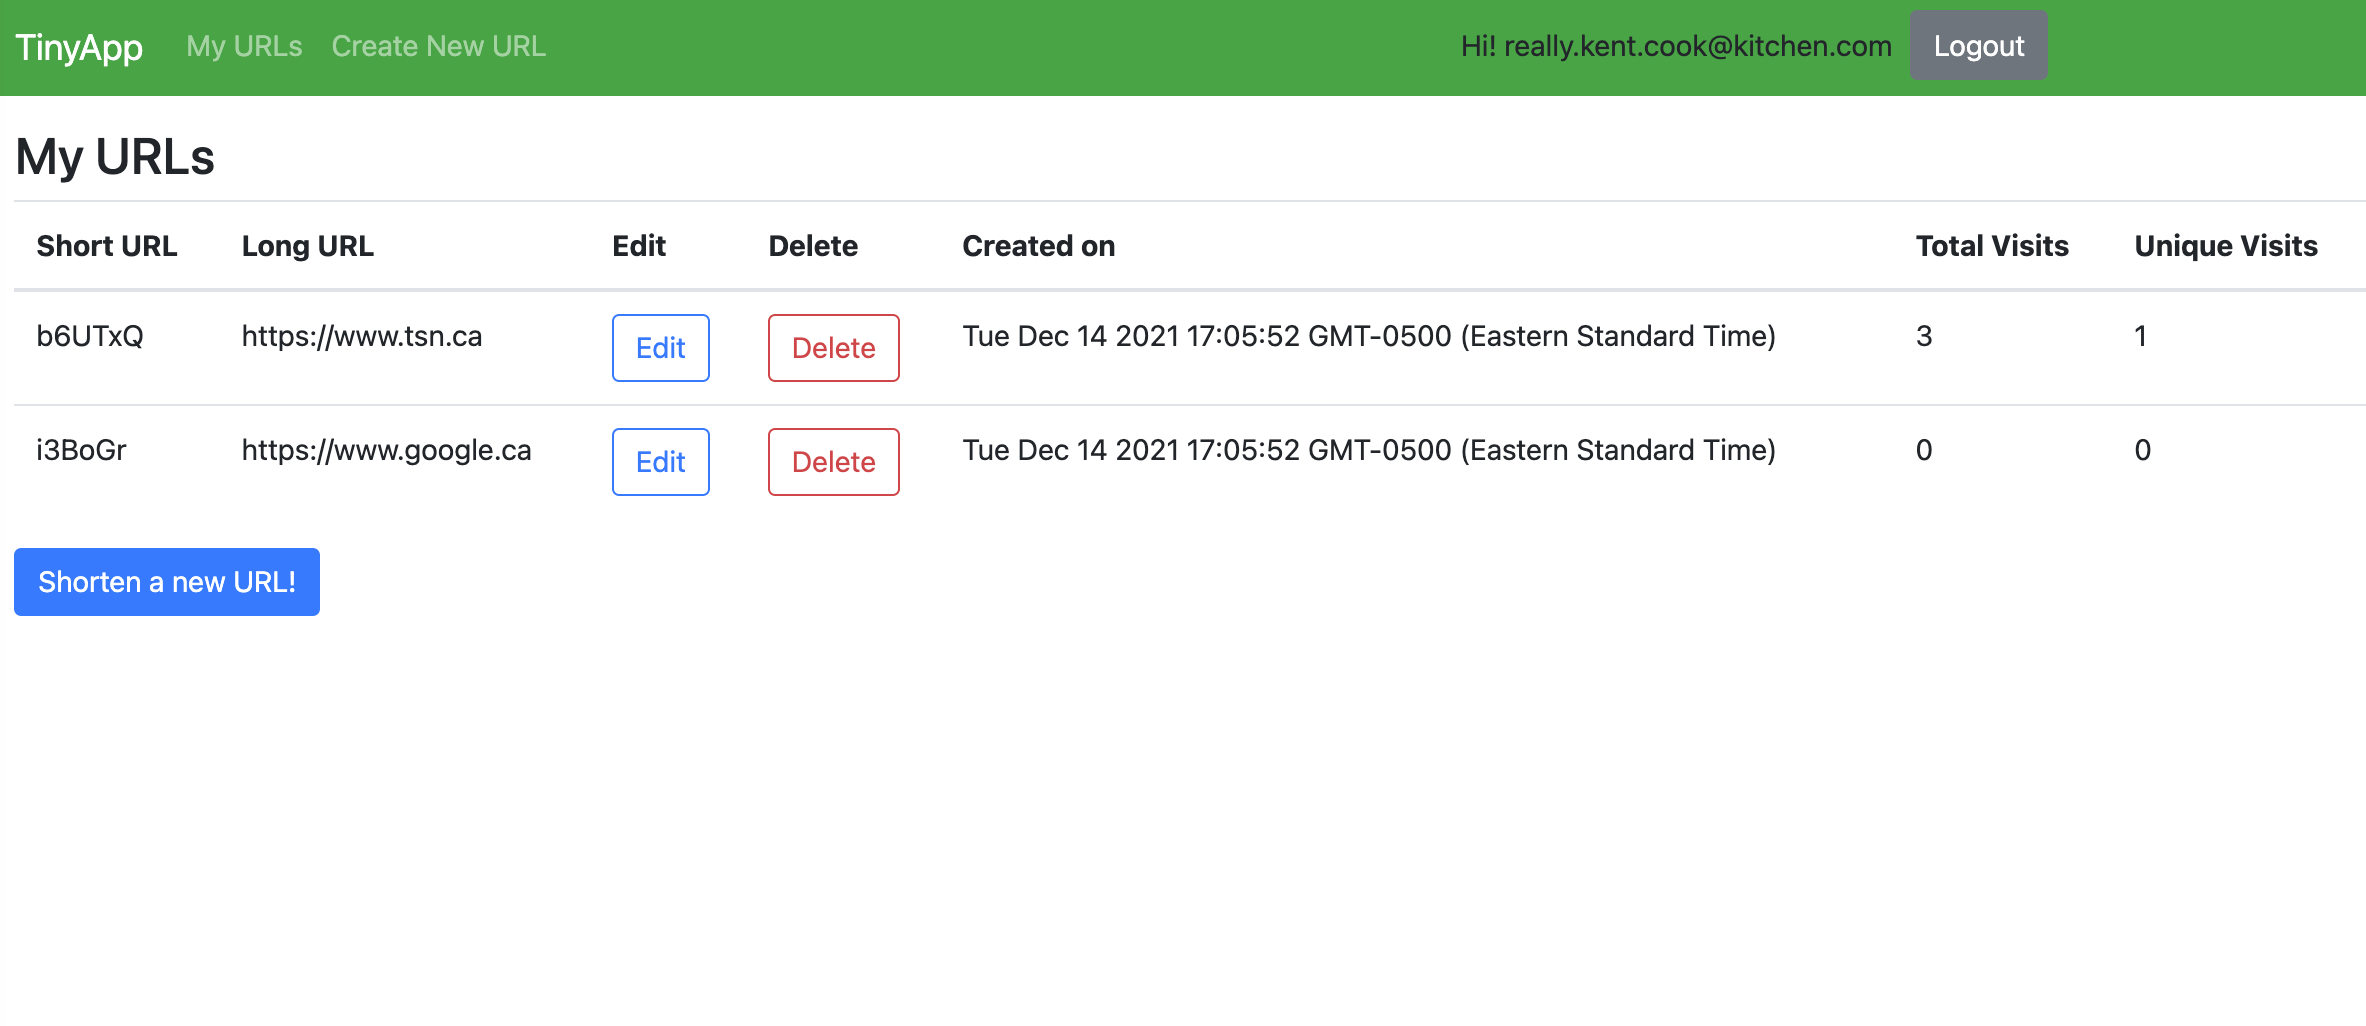 TinyApp My URLs Create New URL Hi! really.kent.cook@kitchen.com Logout
My URLs
Short URL Long URL Edit Delete Created on Total Visits Unique Visits
b6UTxQ https://www.tsn.ca Edit Delete Tue Dec 14 2021 17:05:52 GMT-0500 (Eastern Standard Time) 3 1
i3BoGr https://www.google.ca Edit Delete Tue Dec 14 2021 17:05:52 GMT-0500 (Eastern Standard Time) 0 0
Shorten a new URL!